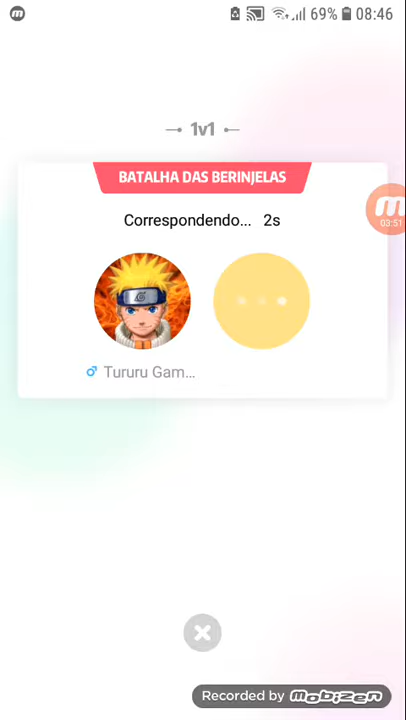 69% 08:46
1v1
BATALHA DAS BERINJELAS
Correspondendo... 2s
03:51
Tururu Gam...
Recorded by mobizen